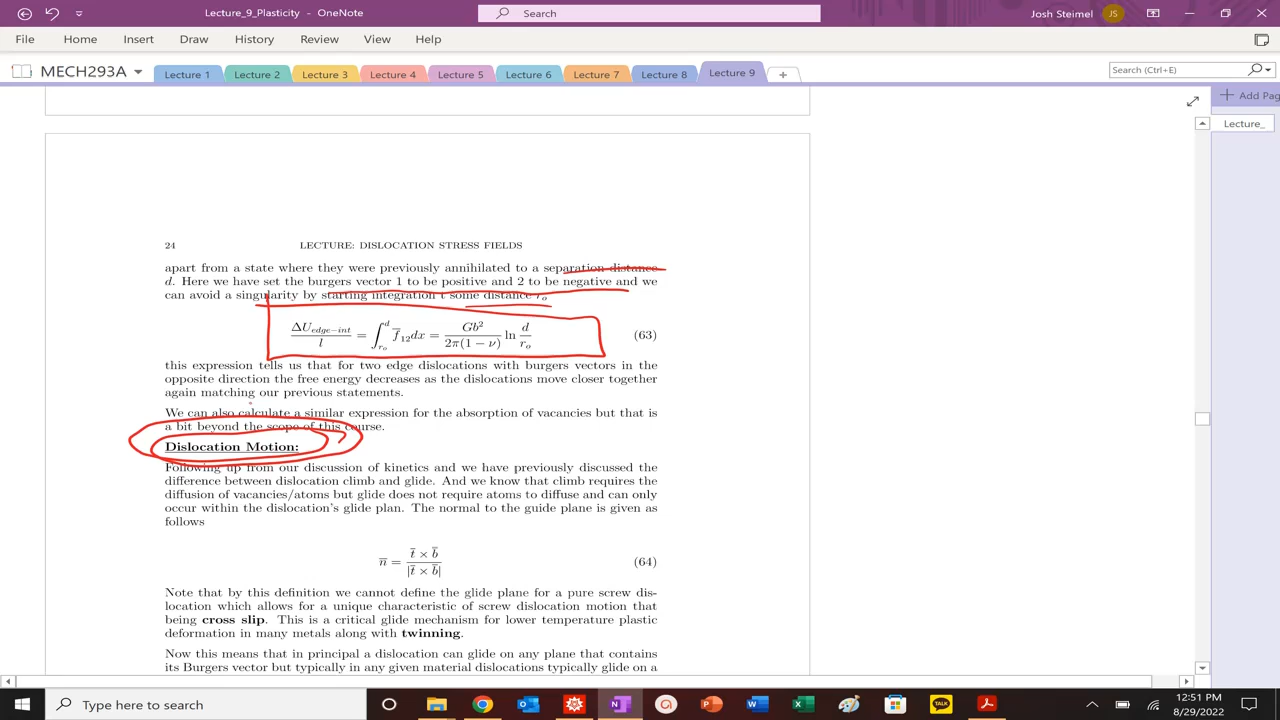 Lecture_9_Plasticity - OneNote
Search
Josh Steimel
JS
File Home Insert Draw History Review View Help
MECH293A
Lecture 1 Lecture 2 Lecture 3 Lecture 4 Lecture 5 Lecture 6 Lecture 7 Lecture 8 Lecture 9
Search (Ctrl+E)
Add Pag
Lecture_
24 LECTURE: DISLOCATION STRESS FIELDS
apart from a state where they were previously annihilated to a separation distance
d. Here we have set the burgers vector 1 to be positive and 2 to be negative and we
can avoid a singularity by starting integration t some distance r_o
ΔU_{edge-int}/l = ∫_{r_o}^{d} f̄_{12}dx = Gb²/2π(1 − ν) ln d/r_o (63)
this expression tells us that for two edge dislocations with burgers vectors in the
opposite direction the free energy decreases as the dislocations move closer together
again matching our previous statements.
We can also calculate a similar expression for the absorption of vacancies but that is
a bit beyond the scope of this course.
Dislocation Motion:
Following up from our discussion of kinetics and we have previously discussed the
difference between dislocation climb and glide. And we know that climb requires the
diffusion of vacancies/atoms but glide does not require atoms to diffuse and can only
occur within the dislocation's glide plan. The normal to the guide plane is given as
follows
n̄ = t̄ × b̄/|t̄ × b̄| (64)
Note that by this definition we cannot define the glide plane for a pure screw dis-
location which allows for a unique characteristic of screw dislocation motion that
being cross slip. This is a critical glide mechanism for lower temperature plastic
deformation in many metals along with twinning.
Now this means that in principal a dislocation can glide on any plane that contains
its Burgers vector but typically in any given material dislocations typically glide on a
Type here to search
TALK
12:51 PM
8/29/2022